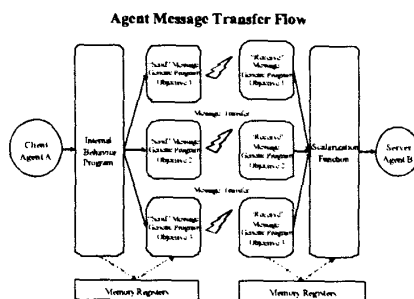 Agent Message Transfer Flow
"Send" Message
Genetic Program
Objective 1
"Receive"
Message
Genetic Program
Objective 1
Message Transfer
Client
Agent A
Internal
Behavior
Program
"Send" Message
Genetic Program
Objective 2
"Receive"
Message
Genetic Program
Objective 2
Scalarization
Function
Server
Agent B
Message Transfer
"Send" Message
Genetic Program
Objective 3
"Receive"
Message
Genetic Program
Objective 3
Memory Registers
Memory Registers